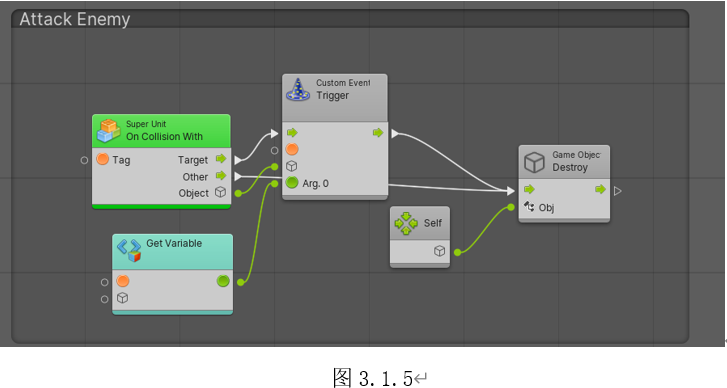 Attack Enemy
Custom Event
Trigger
Super Unit
On Collision With
Tag
Target
Other
Object
Arg. 0
Game Objec
Destroy
Obj
Self
Get Variable
图 3.1.5↵